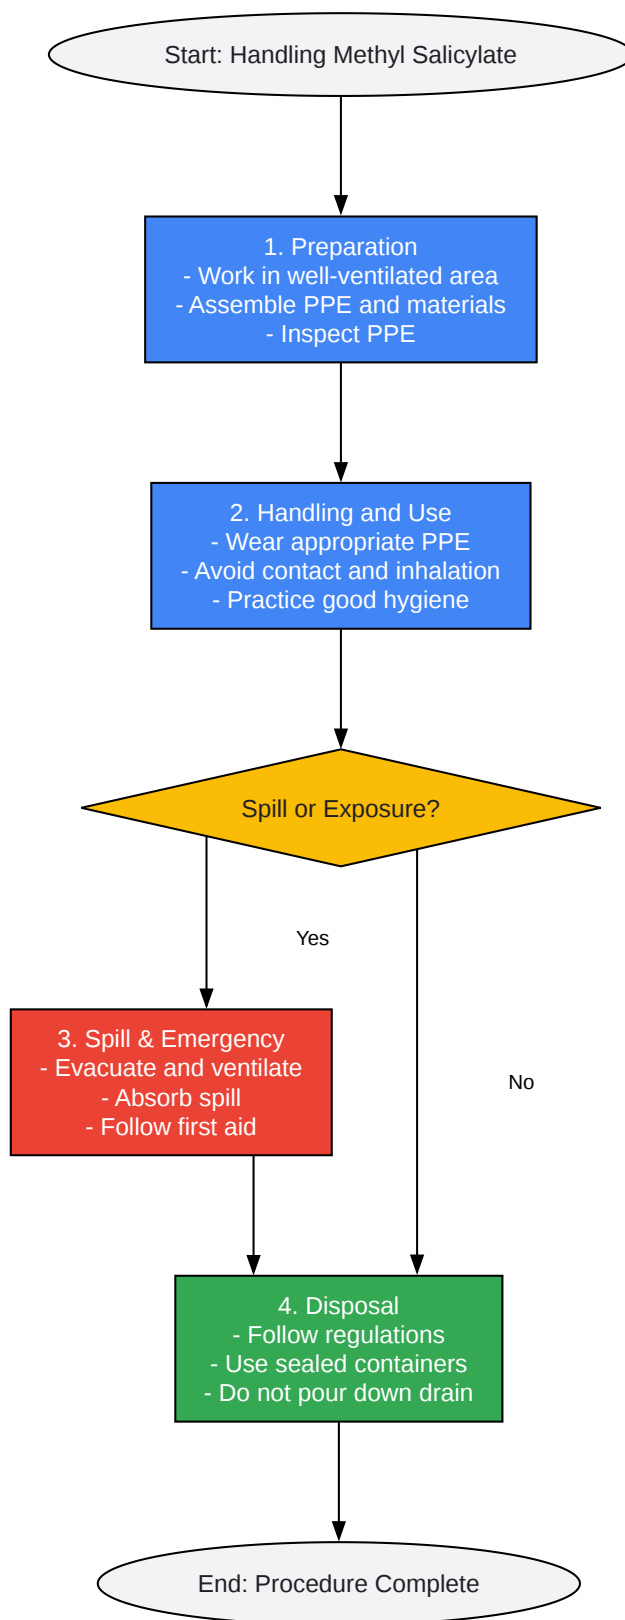 Start: Handling Methyl Salicylate
1. Preparation
- Work in well-ventilated area
- Assemble PPE and materials
- Inspect PPE
2. Handling and Use
- Wear appropriate PPE
- Avoid contact and inhalation
- Practice good hygiene
Spill or Exposure?
Yes
3. Spill & Emergency
- Evacuate and ventilate
- Absorb spill
- Follow first aid
No
4. Disposal
- Follow regulations
- Use sealed containers
- Do not pour down drain
End: Procedure Complete